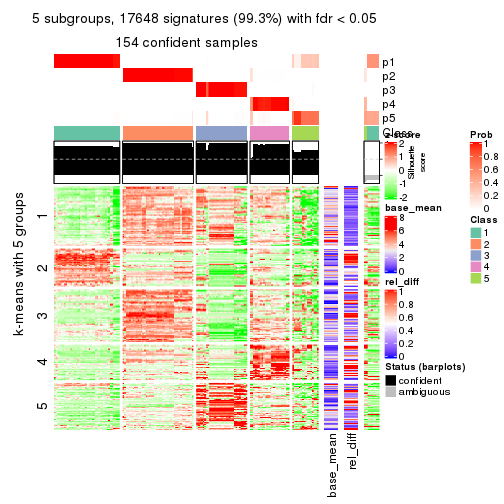 5 subgroups, 17648 signatures (99.3%) with fdr < 0.05
154 confident samples
p1
p2
p3
p4
p5
Class
z-score
2
1
0
-1
-2
Silhouette
score
base_mean
8
6
4
2
0
rel_diff
1
0.8
0.6
0.4
0.2
0
Status (barplots)
confident
ambiguous
Prob
1
0.8
0.6
0.4
0.2
0
Class
1
2
3
4
5
k-means with 5 groups
1
2
3
4
5
base_mean
rel_diff